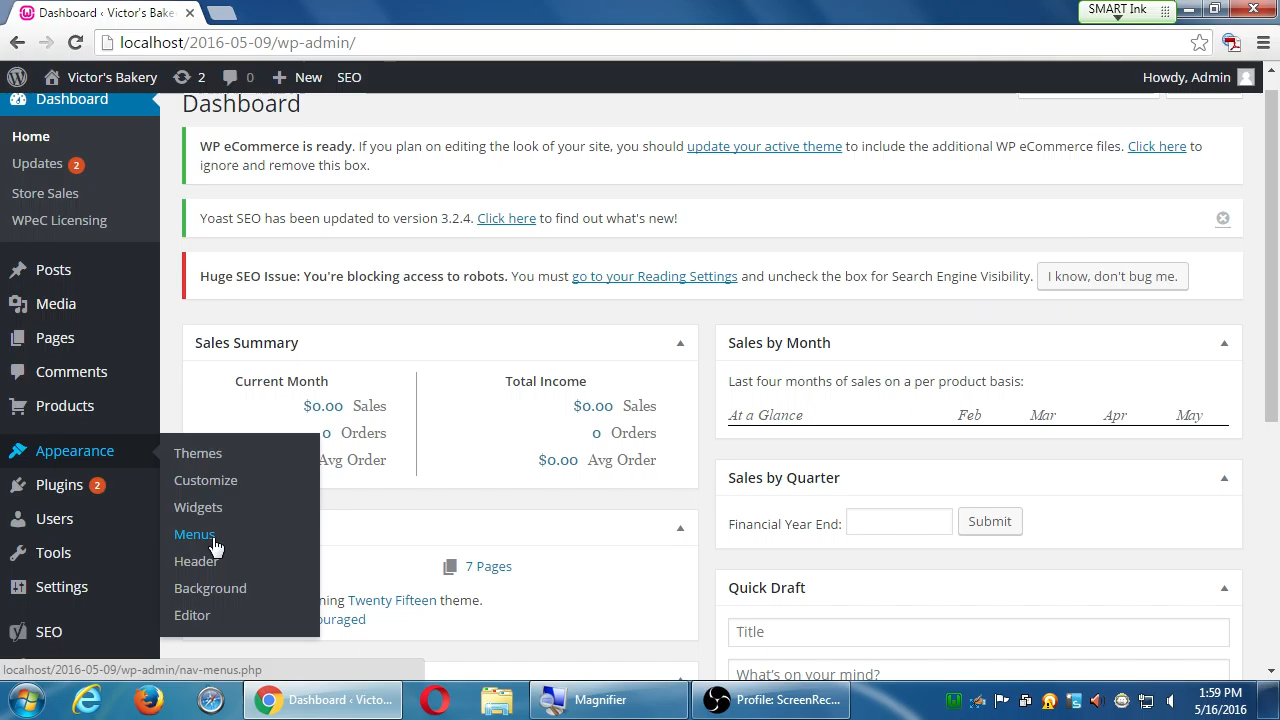 Dashboard ‹ Victor's Bake
SMART Ink
localhost/2016-05-09/wp-admin/
Victor's Bakery 2 0 New SEO Howdy, Admin
Dashboard
Home
Updates 2
Store Sales
WPeC Licensing
Posts
Media
Pages
Comments
Products
Appearance
Plugins 2
Users
Tools
Settings
SEO
Themes
Customize
Widgets
Menus
Header
Background
Editor
Dashboard
WP eCommerce is ready. If you plan on editing the look of your site, you should update your active theme to include the additional WP eCommerce files. Click here to
ignore and remove this box.
Yoast SEO has been updated to version 3.2.4. Click here to find out what's new!
Huge SEO Issue: You're blocking access to robots. You must go to your Reading Settings and uncheck the box for Search Engine Visibility. I know, don't bug me.
Sales Summary
Current Month Total Income
$0.00 Sales $0.00 Sales
0 Orders 0 Orders
Avg Order $0.00 Avg Order
7 Pages
Twenty Fifteen theme.
Sales by Month
Last four months of sales on a per product basis:
At a Glance Feb Mar Apr May
Sales by Quarter
Financial Year End: Submit
Quick Draft
Title
What's on your mind?
localhost/2016-05-09/wp-admin/nav-menus.php
Dashboard ‹ Victo... Magnifier Profile: ScreenRec...
1:59 PM
5/16/2016